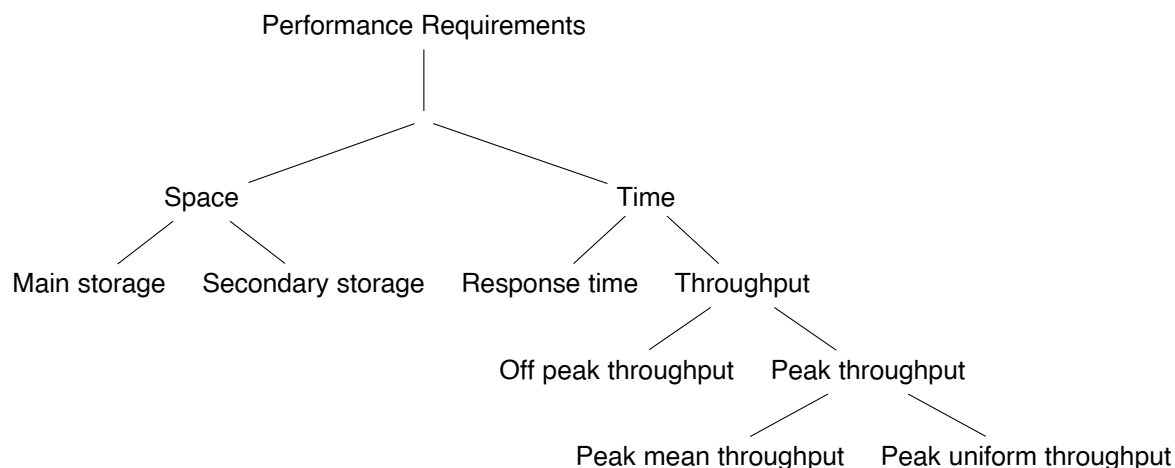 Performance Requirements
Space
Time
Main storage
Secondary storage
Response time
Throughput
Off peak throughput
Peak throughput
Peak mean throughput
Peak uniform throughput